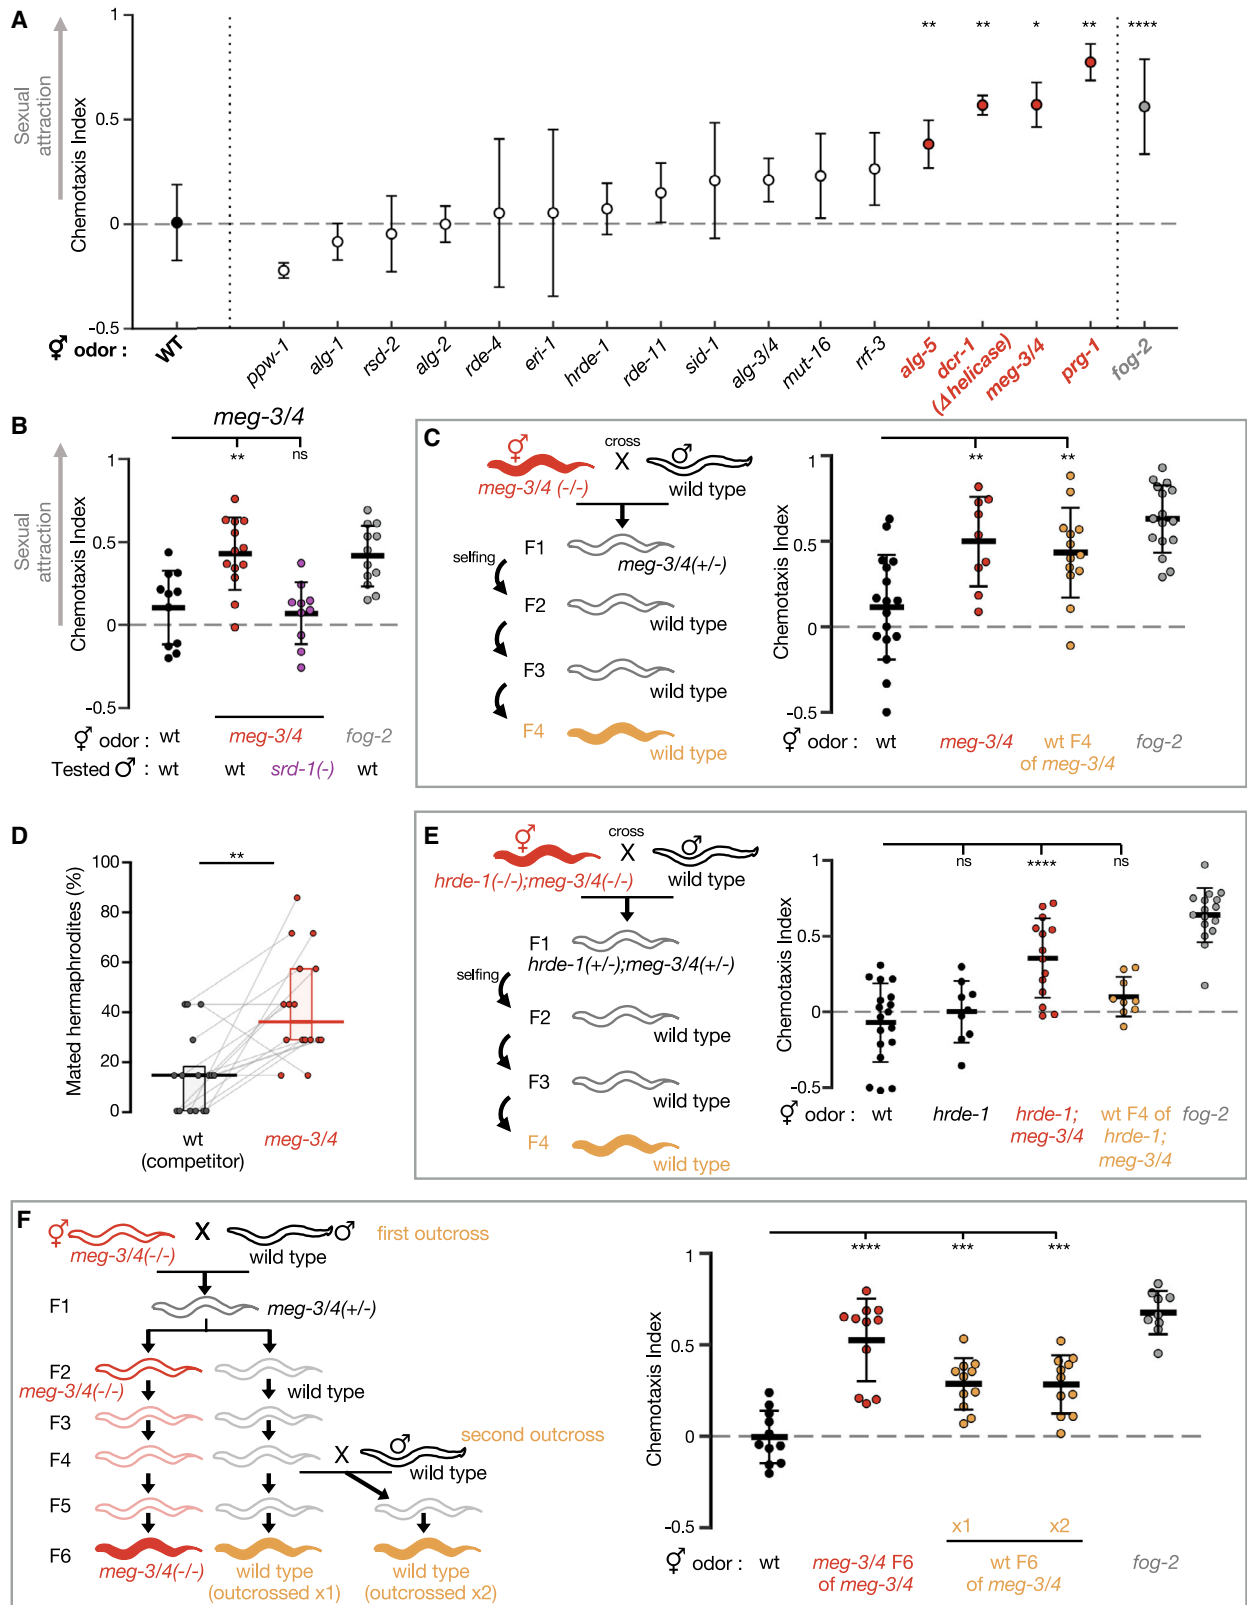 A
Sexual
attraction
Chemotaxis Index
1
0.5
0
-0.5
** ** * ** ****
⚥ odor : WT ppw-1 alg-1 rsd-2 alg-2 rde-4 eri-1 hrde-1 rde-11 sid-1 alg-3/4 mut-16 rrf-3 alg-5 dcr-1 (Δhelicase) meg-3/4 prg-1 fog-2
B
meg-3/4
** ns
Sexual
attraction
Chemotaxis Index
1
0.5
0
-0.5
⚥ odor : wt meg-3/4 fog-2
Tested ♂ : wt wt srd-1(-) wt
C
⚥ cross ♂
X
meg-3/4 (-/-) wild type
F1
meg-3/4(+/-)
selfing
F2
wild type
F3
wild type
F4
wild type
Chemotaxis Index
1
0.5
0
-0.5
** **
⚥ odor : wt meg-3/4 wt F4 fog-2
of meg-3/4
D
**
Mated hermaphrodites (%)
100
80
60
40
20
0
wt meg-3/4
(competitor)
E
⚥ cross ♂
X
hrde-1(-/-);meg-3/4(-/-) wild type
F1
hrde-1(+/-);meg-3/4(+/-)
selfing
F2
wild type
F3
wild type
F4
wild type
Chemotaxis Index
1
0.5
0
-0.5
ns **** ns
⚥ odor : wt hrde-1 hrde-1; wt F4 of fog-2
meg-3/4 hrde-1;
meg-3/4
F
⚥ X ♂ first outcross
meg-3/4(-/-) wild type
F1 meg-3/4(+/-)
F2
meg-3/4(-/-) wild type
F3
second outcross
F4 X ♂
wild type
F5
F6
meg-3/4(-/-) wild type wild type
(outcrossed x1) (outcrossed x2)
Chemotaxis Index
1
0.5
0
-0.5
**** *** ***
x1 x2
⚥ odor : wt meg-3/4 F6 wt F6 fog-2
of meg-3/4 of meg-3/4